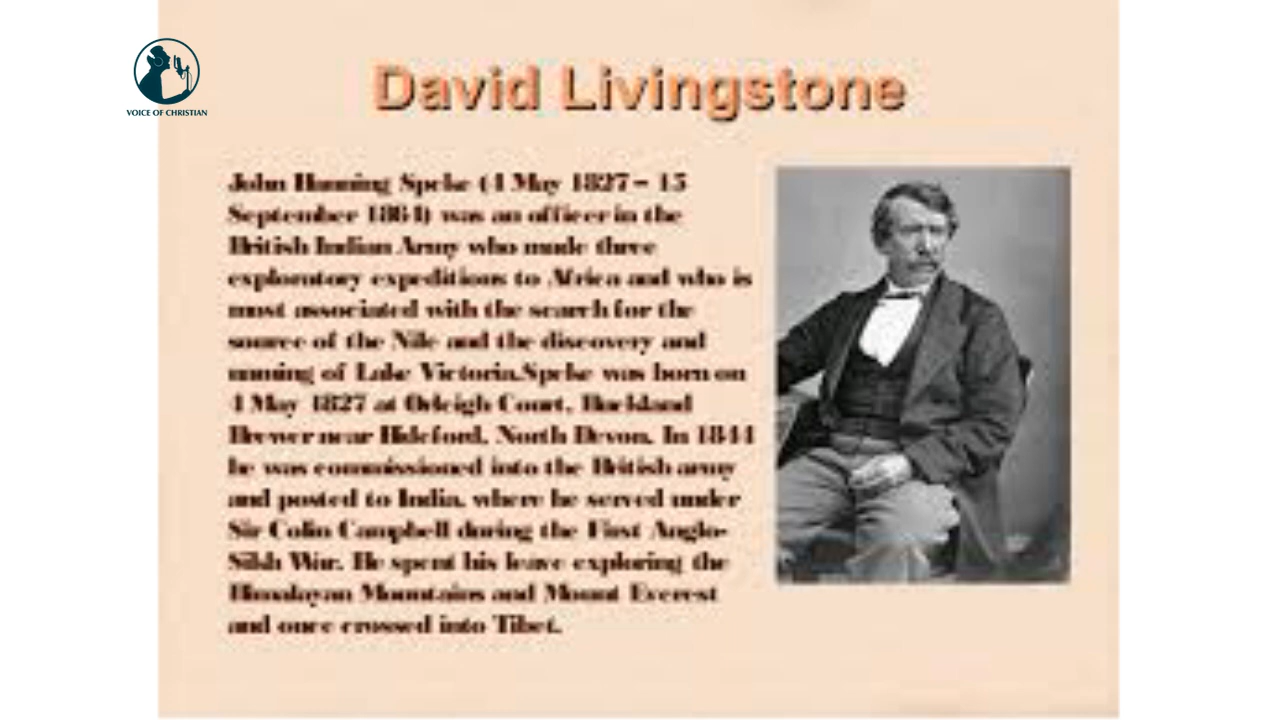 VOICE OF CHRISTIAN
David Livingstone
John Hanning Speke (4 May 1827 – 15
September 1864) was an officer in the
British Indian Army who made three
exploratory expeditions to Africa and who is
most associated with the search for the
source of the Nile and the discovery and
naming of Lake Victoria.Speke was born on
4 May 1827 at Orleigh Court, Buckland
Brewer near Bideford, North Devon. In 1844
he was commissioned into the British army
and posted to India, where he served under
Sir Colin Campbell during the First Anglo-
Sikh War. He spent his leave exploring the
Himalayan Mountains and Mount Everest
and once crossed into Tibet.